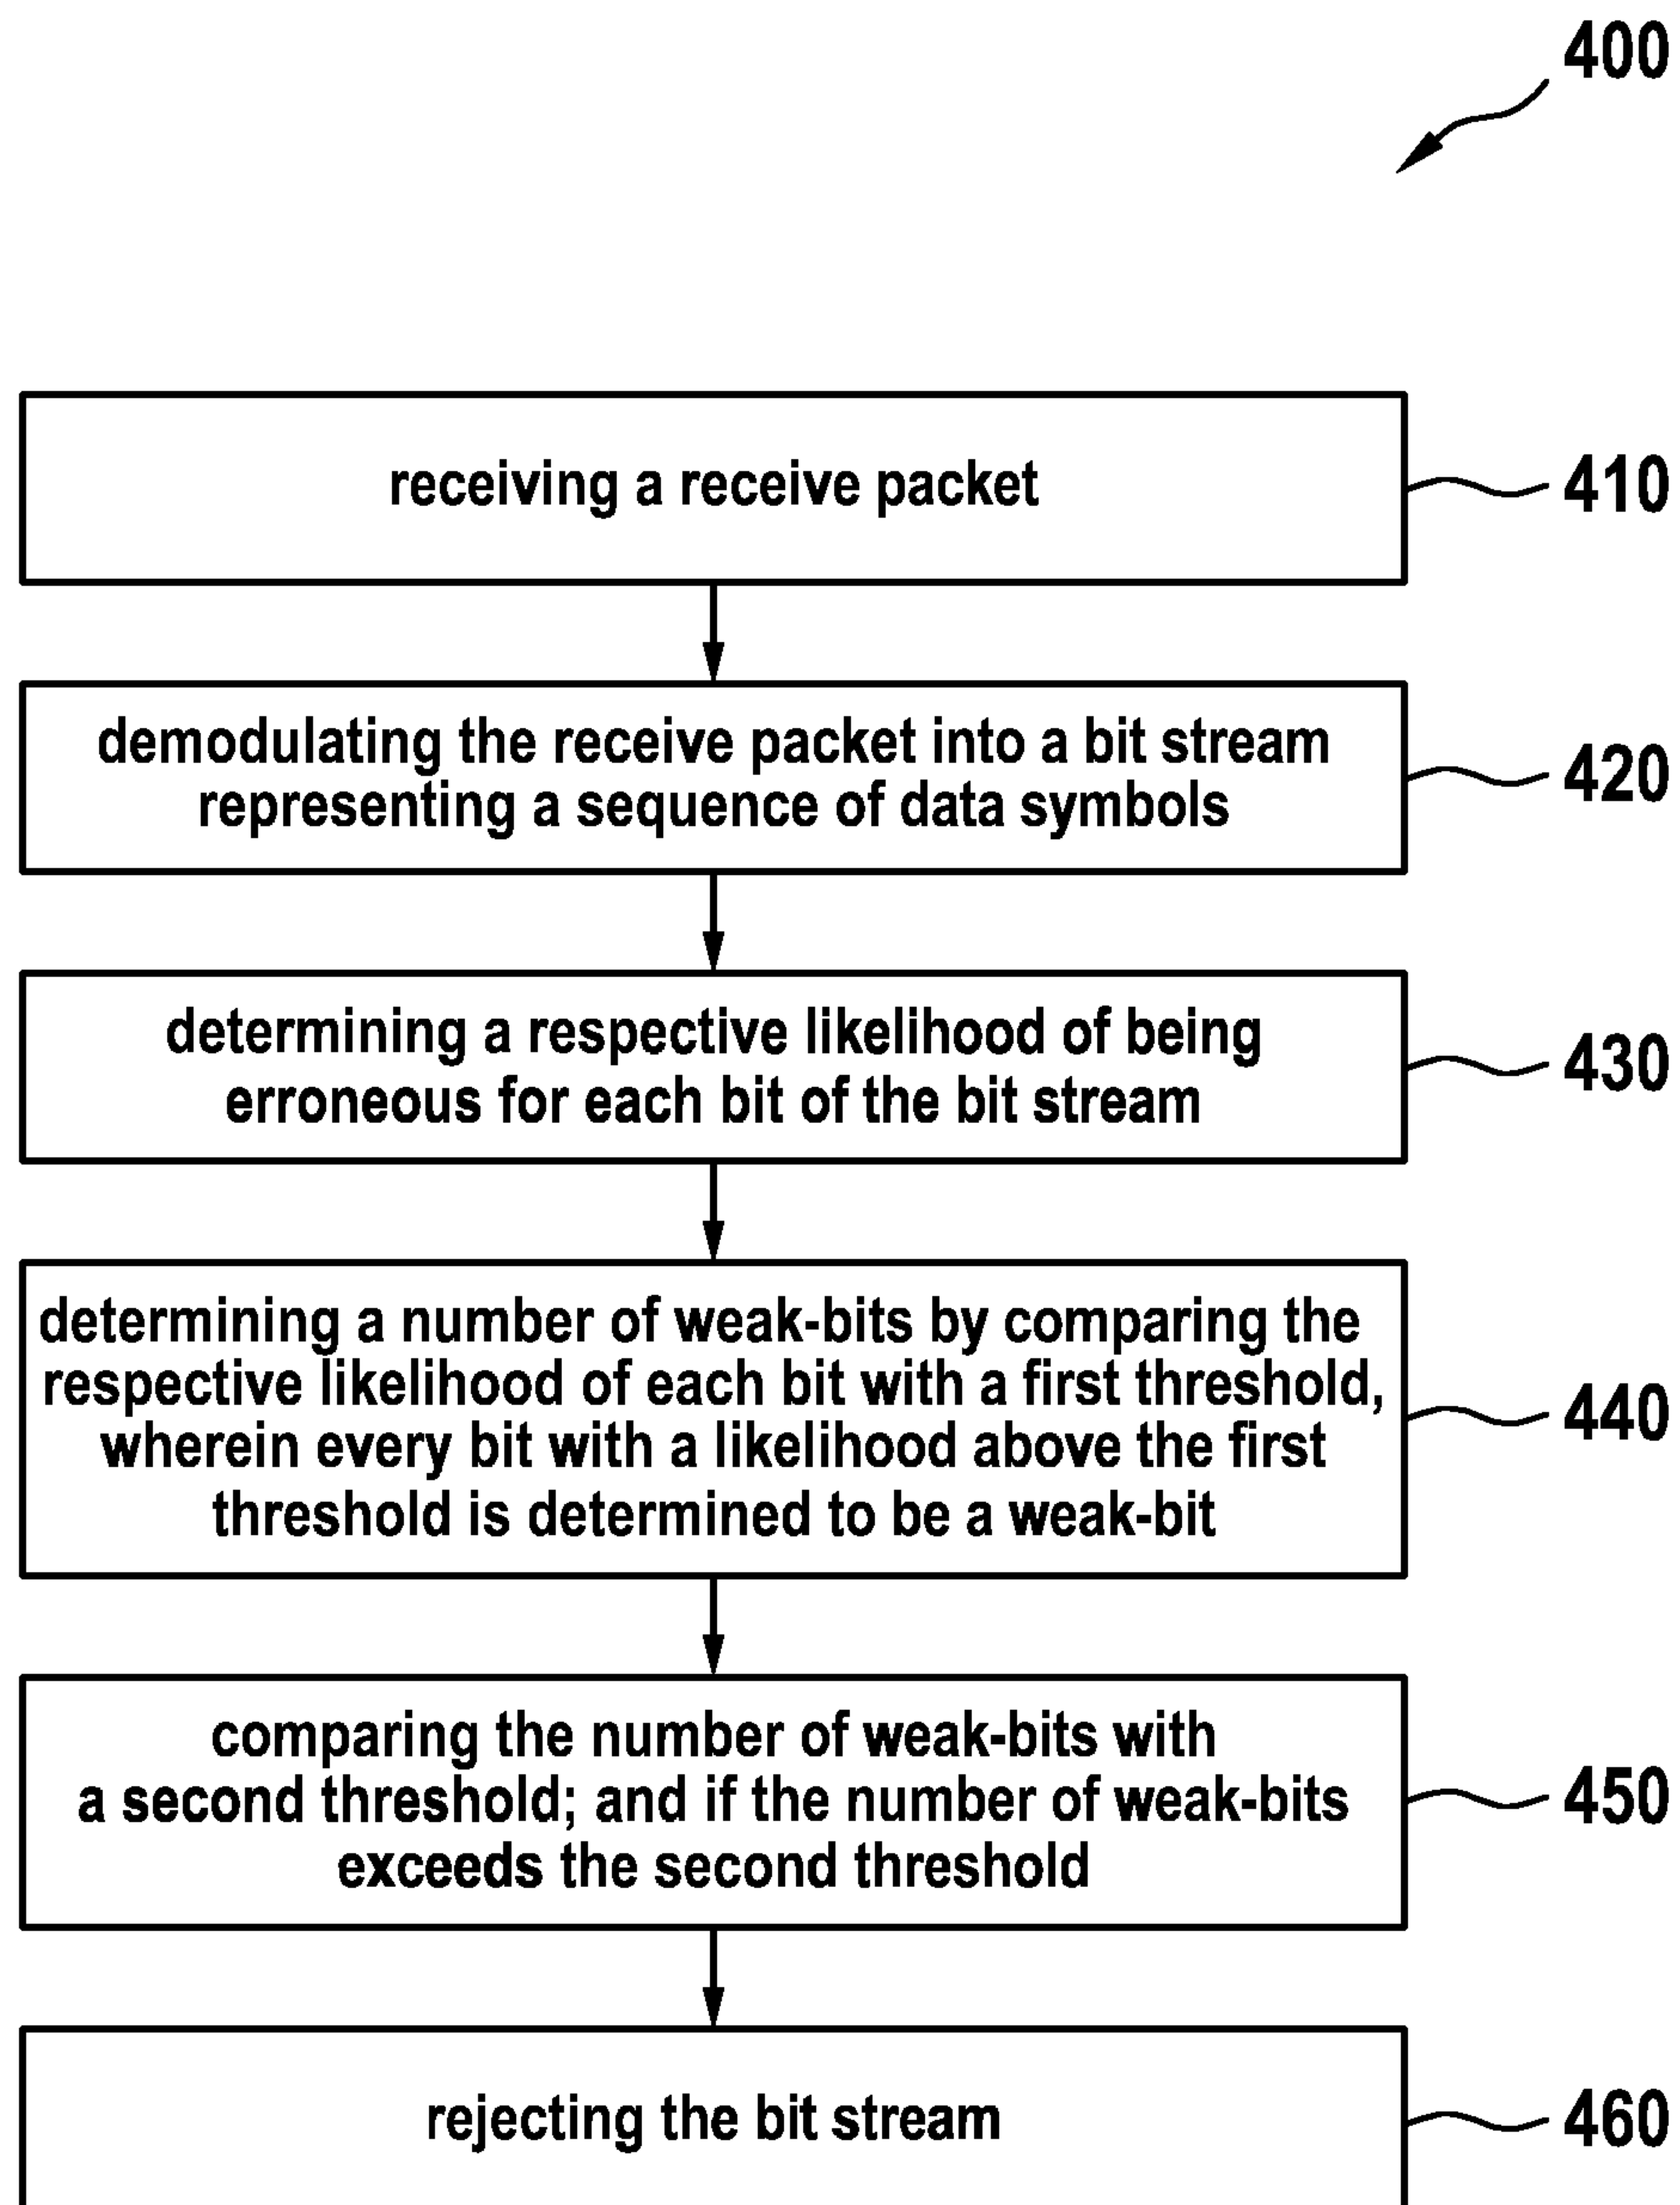 400
receiving a receive packet
410
demodulating the receive packet into a bit stream
representing a sequence of data symbols
420
determining a respective likelihood of being
erroneous for each bit of the bit stream
430
determining a number of weak-bits by comparing the
respective likelihood of each bit with a first threshold,
wherein every bit with a likelihood above the first
threshold is determined to be a weak-bit
440
comparing the number of weak-bits with
a second threshold; and if the number of weak-bits
exceeds the second threshold
450
rejecting the bit stream
460